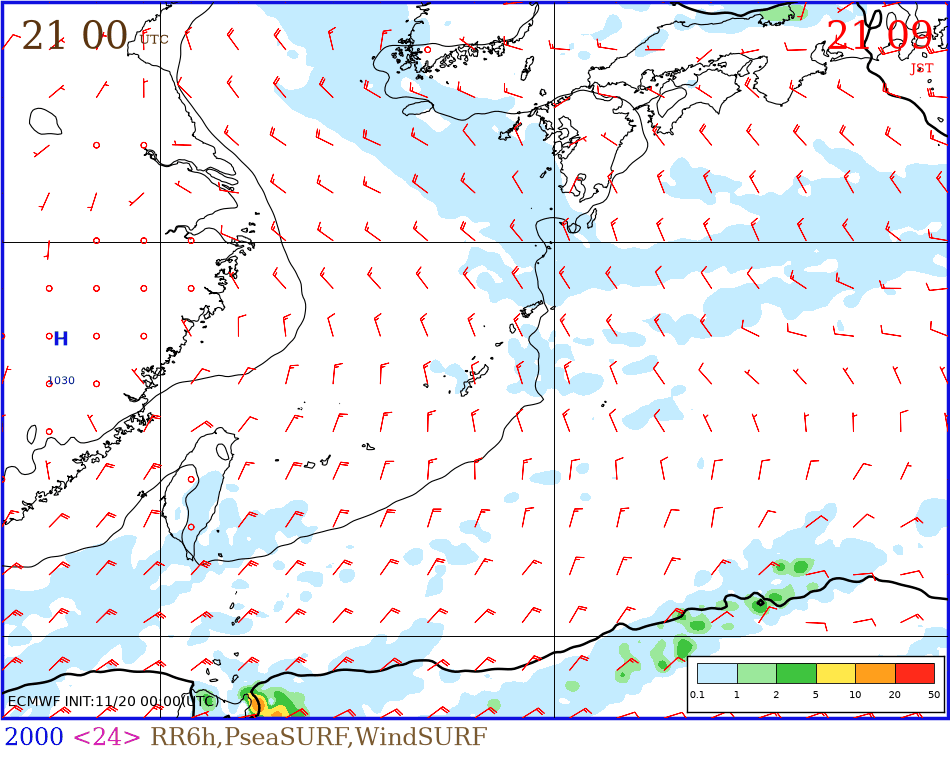 21 00 UTC
21 09
JST
H
1030
ECMWF INIT:11/20 00:00(UTC)
0.1 1 2 5 10 20 50
2000 <24> RR6h,PseaSURF,WindSURF